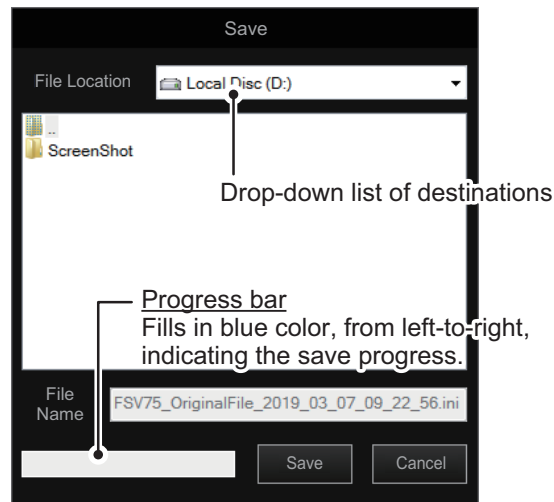 Save
File Location
Local Disc (D:)
..
ScreenShot
Drop-down list of destinations
Progress bar
Fills in blue color, from left-to-right,
indicating the save progress.
File
Name
FSV75_OriginalFile_2019_03_07_09_22_56.ini
Save
Cancel